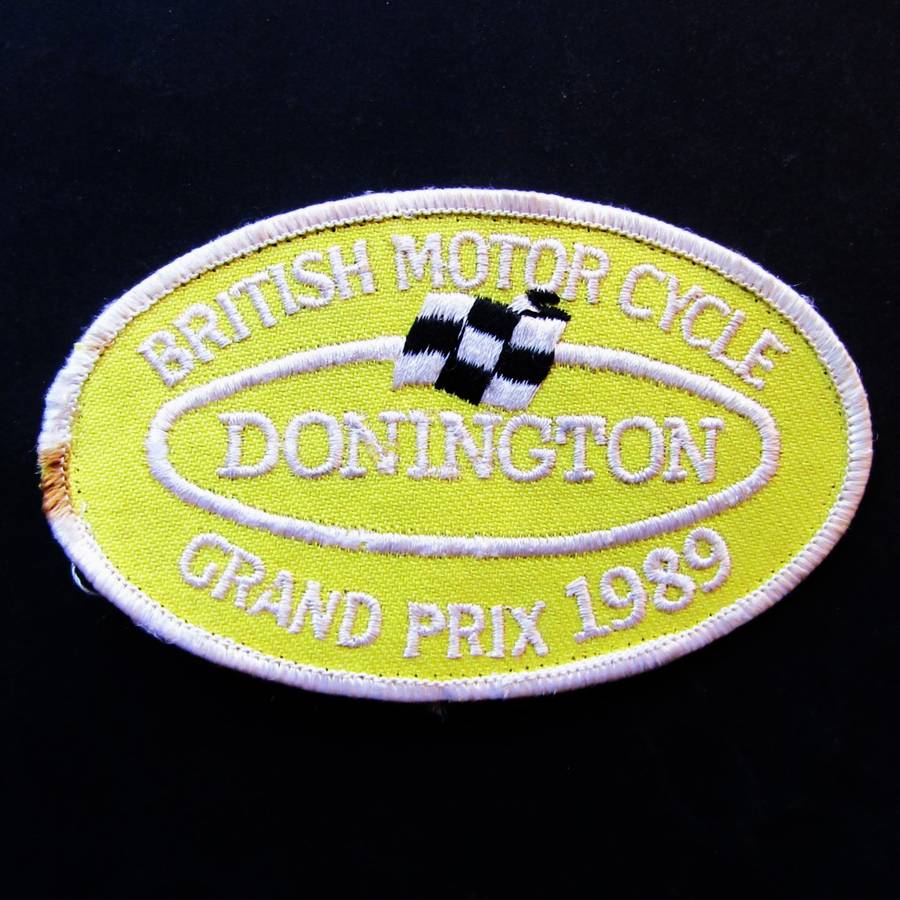 BRITISH MOTOR CYCLE
DONINGTON
GRAND PRIX 1989